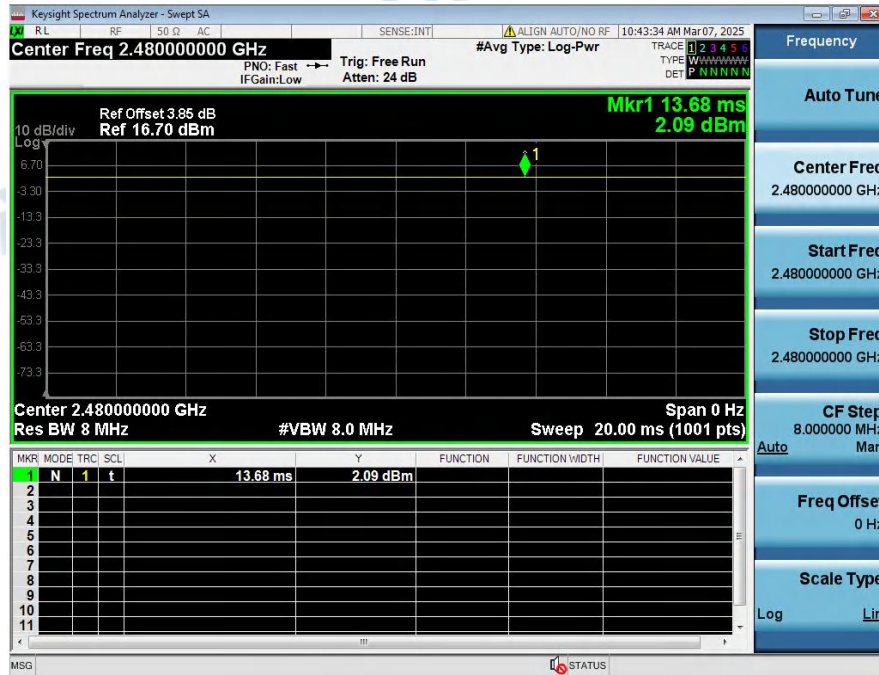 Keysight Spectrum Analyzer - Swept SA
LXI RL RF 50 Ω AC SENSE:INT ALIGN AUTO/NO RF 10:43:34 AM Mar 07, 2025
Center Freq 2.480000000 GHz #Avg Type: Log-Pwr TRACE 1 2 3 4 5 6
PNO: Fast Trig: Free Run TYPE WWWWWW
IFGain:Low Atten: 24 dB DET P N N N N N
Frequency
Auto Tune
Center Freq
2.480000000 GHz
Start Freq
2.480000000 GHz
Stop Freq
2.480000000 GHz
CF Step
8.000000 MHz
Auto Man
Freq Offset
0 Hz
Scale Type
Log Lin
Mkr1 13.68 ms
2.09 dBm
Ref Offset 3.85 dB
10 dB/div Ref 16.70 dBm
Log
1
6.70
-3.30
-13.3
-23.3
-33.3
-43.3
-53.3
-63.3
-73.3
Center 2.480000000 GHz Span 0 Hz
Res BW 8 MHz #VBW 8.0 MHz Sweep 20.00 ms (1001 pts)
MKR MODE TRC SCL X Y FUNCTION FUNCTION WIDTH FUNCTION VALUE
1 N 1 t 13.68 ms 2.09 dBm
2
3
4
5
6
7
8
9
10
11
MSG STATUS